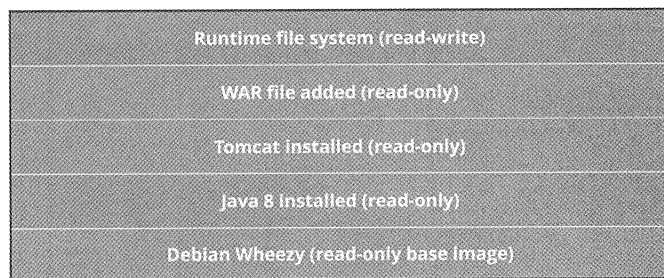 Runtime file system (read-write)
WAR file added (read-only)
Tomcat installed (read-only)
Java 8 installed (read-only)
Debian Wheezy (read-only base image)